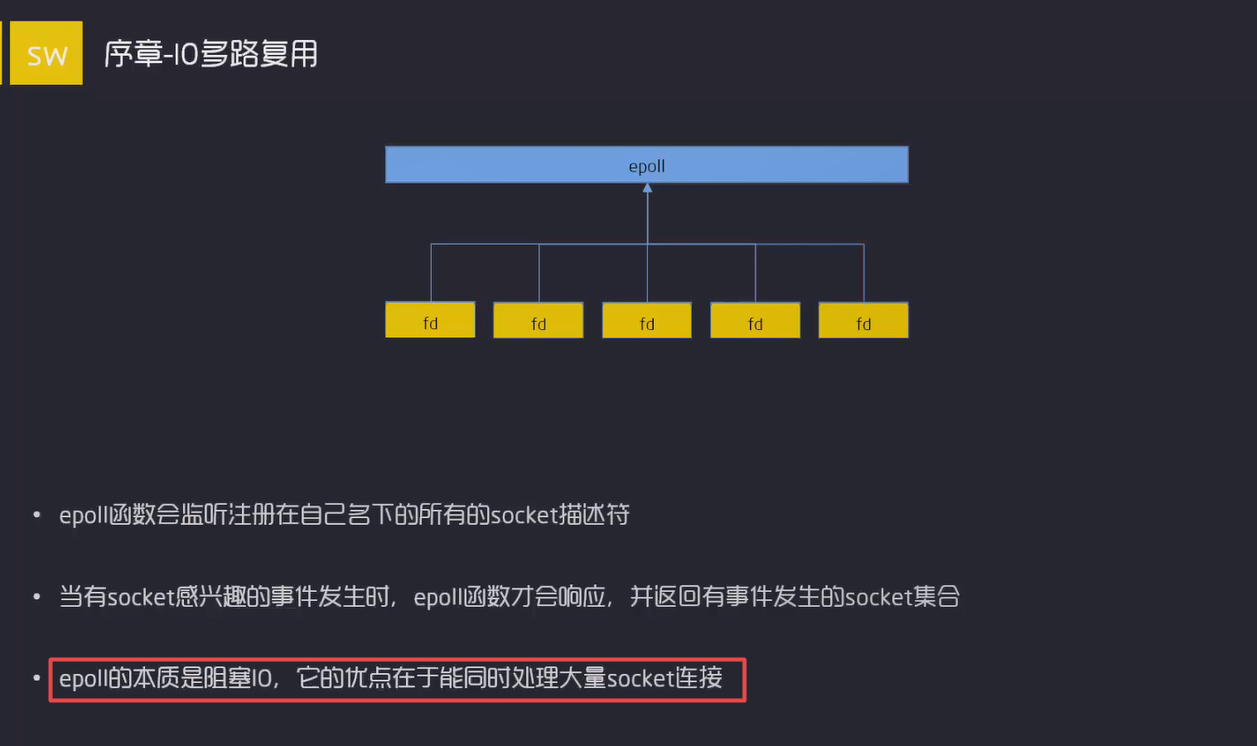 SW
序章-IO多路复用
epoll
fd fd fd fd fd
• epoll函数会监听注册在自己名下的所有的socket描述符
• 当有socket感兴趣的事件发生时，epoll函数才会响应，并返回有事件发生的socket集合
• epoll的本质是阻塞IO，它的优点在于能同时处理大量socket连接